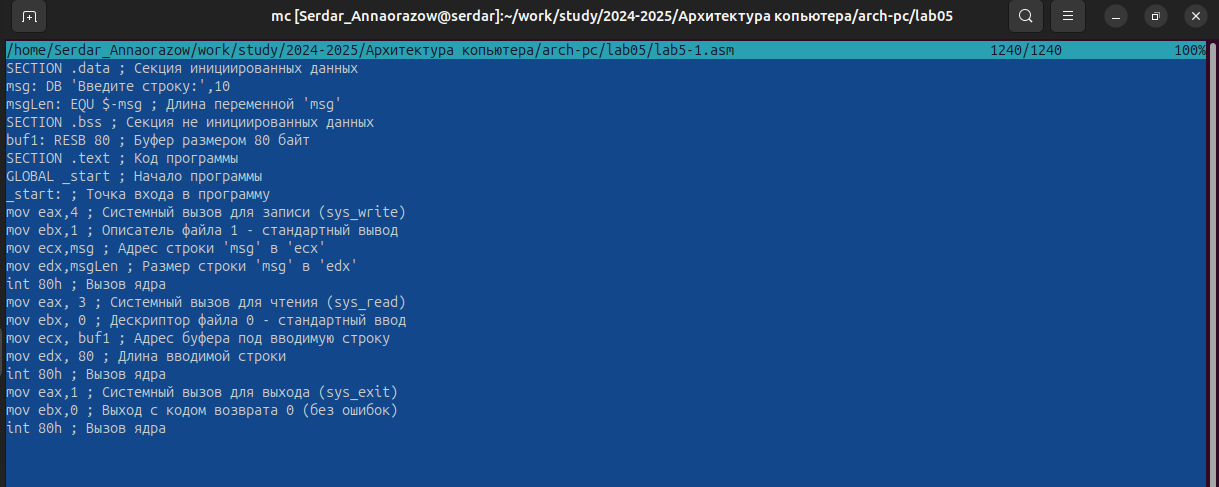 mc [Serdar_Annaorazow@serdar]:~/work/study/2024-2025/Архитектура копьютера/arch-pc/lab05
/home/Serdar_Annaorazow/work/study/2024-2025/Архитектура копьютера/arch-pc/lab05/lab5-1.asm 1240/1240 100%
SECTION .data ; Секция инициированных данных
msg: DB 'Введите строку:',10
msgLen: EQU $-msg ; Длина переменной 'msg'
SECTION .bss ; Секция не инициированных данных
buf1: RESB 80 ; Буфер размером 80 байт
SECTION .text ; Код программы
GLOBAL _start ; Начало программы
_start: ; Точка входа в программу
mov eax,4 ; Системный вызов для записи (sys_write)
mov ebx,1 ; Описатель файла 1 - стандартный вывод
mov ecx,msg ; Адрес строки 'msg' в 'ecx'
mov edx,msgLen ; Размер строки 'msg' в 'edx'
int 80h ; Вызов ядра
mov eax, 3 ; Системный вызов для чтения (sys_read)
mov ebx, 0 ; Дескриптор файла 0 - стандартный ввод
mov ecx, buf1 ; Адрес буфера под вводимую строку
mov edx, 80 ; Длина вводимой строки
int 80h ; Вызов ядра
mov eax,1 ; Системный вызов для выхода (sys_exit)
mov ebx,0 ; Выход с кодом возврата 0 (без ошибок)
int 80h ; Вызов ядра